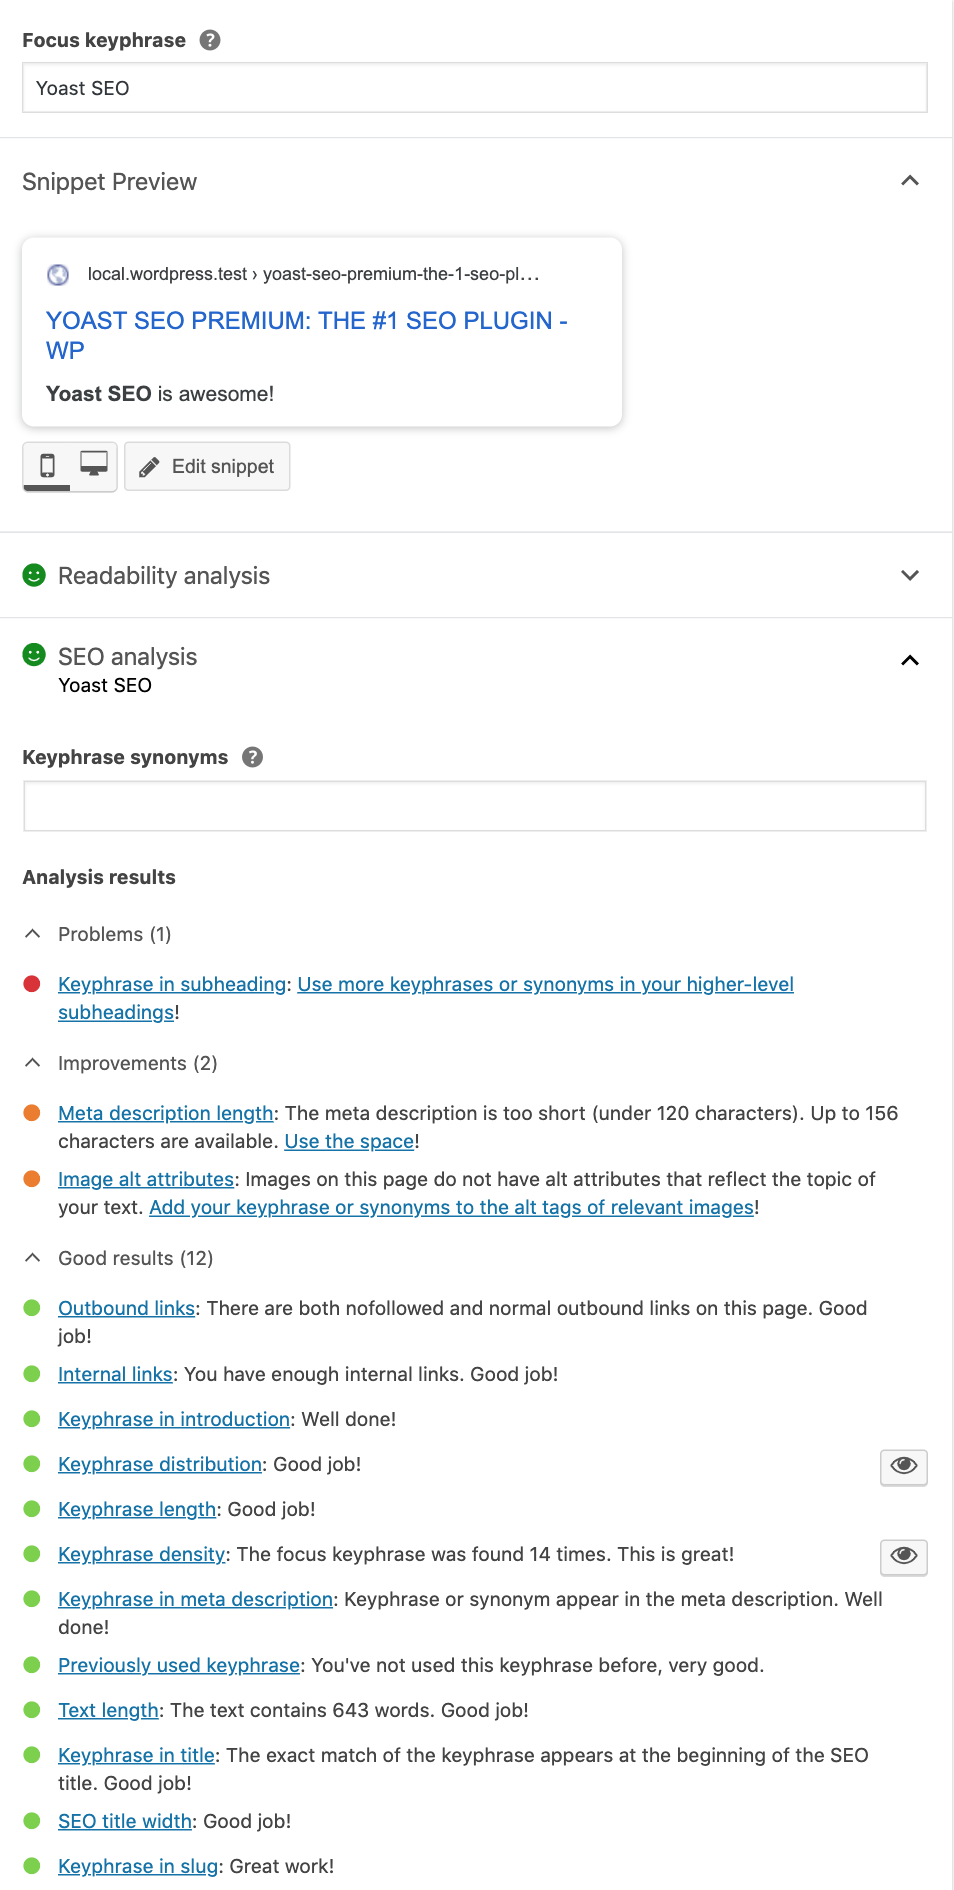 Focus keyphrase ?
Yoast SEO
Snippet Preview
local.wordpress.test › yoast-seo-premium-the-1-seo-pl…
YOAST SEO PREMIUM: THE #1 SEO PLUGIN -
WP
Yoast SEO is awesome!
Edit snippet
Readability analysis
SEO analysis
Yoast SEO
Keyphrase synonyms ?
Analysis results
Problems (1)
Keyphrase in subheading: Use more keyphrases or synonyms in your higher-level
subheadings!
Improvements (2)
Meta description length: The meta description is too short (under 120 characters). Up to 156
characters are available. Use the space!
Image alt attributes: Images on this page do not have alt attributes that reflect the topic of
your text. Add your keyphrase or synonyms to the alt tags of relevant images!
Good results (12)
Outbound links: There are both nofollowed and normal outbound links on this page. Good
job!
Internal links: You have enough internal links. Good job!
Keyphrase in introduction: Well done!
Keyphrase distribution: Good job!
Keyphrase length: Good job!
Keyphrase density: The focus keyphrase was found 14 times. This is great!
Keyphrase in meta description: Keyphrase or synonym appear in the meta description. Well
done!
Previously used keyphrase: You've not used this keyphrase before, very good.
Text length: The text contains 643 words. Good job!
Keyphrase in title: The exact match of the keyphrase appears at the beginning of the SEO
title. Good job!
SEO title width: Good job!
Keyphrase in slug: Great work!